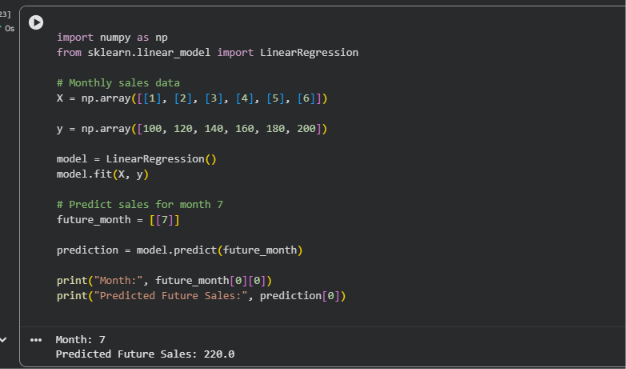 23]
0s
import numpy as np
from sklearn.linear_model import LinearRegression
# Monthly sales data
X = np.array([[1], [2], [3], [4], [5], [6]])
y = np.array([100, 120, 140, 160, 180, 200])
model = LinearRegression()
model.fit(X, y)
# Predict sales for month 7
future_month = [[7]]
prediction = model.predict(future_month)
print("Month:", future_month[0][0])
print("Predicted Future Sales:", prediction[0])
Month: 7
Predicted Future Sales: 220.0